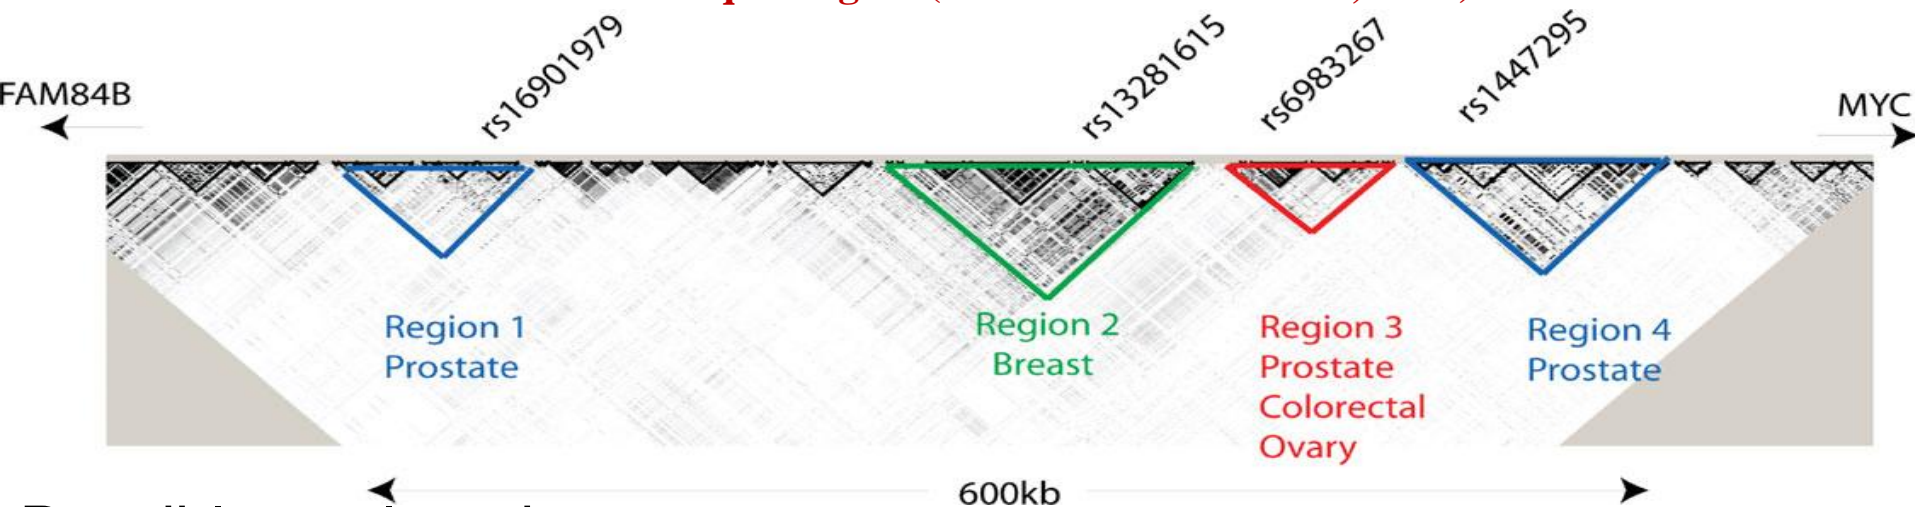 FAM84B
rs16901979
rs13281615
rs6983267
rs1447295
MYC
Region 1
Prostate
Region 2
Breast
Region 3
Prostate
Colorectal
Ovary
Region 4
Prostate
600kb